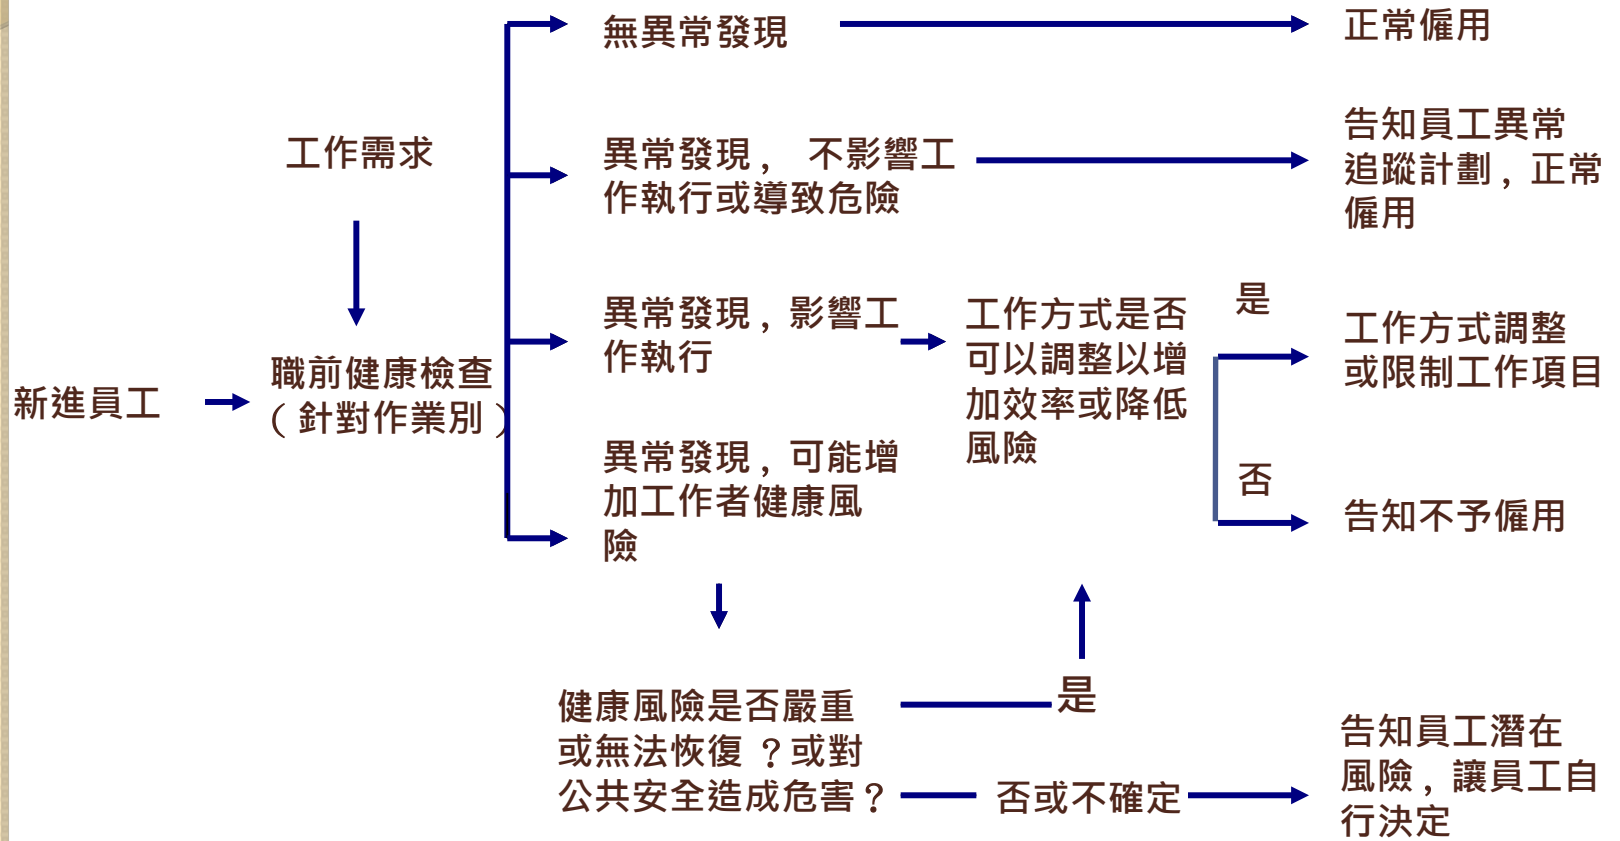 無異常發現
正常僱用
工作需求
異常發現， 不影響工
作執行或導致危險
告知員工異常
追蹤計劃，正常
僱用
新進員工
職前健康檢查
（針對作業別）
異常發現，影響工
作執行
工作方式是否
可以調整以增
加效率或降低
風險
是
工作方式調整
或限制工作項目
否
告知不予僱用
異常發現，可能增
加工作者健康風
險
健康風險是否嚴重
或無法恢復？或對
公共安全造成危害？
是
否或不確定
告知員工潛在
風險，讓員工自
行決定